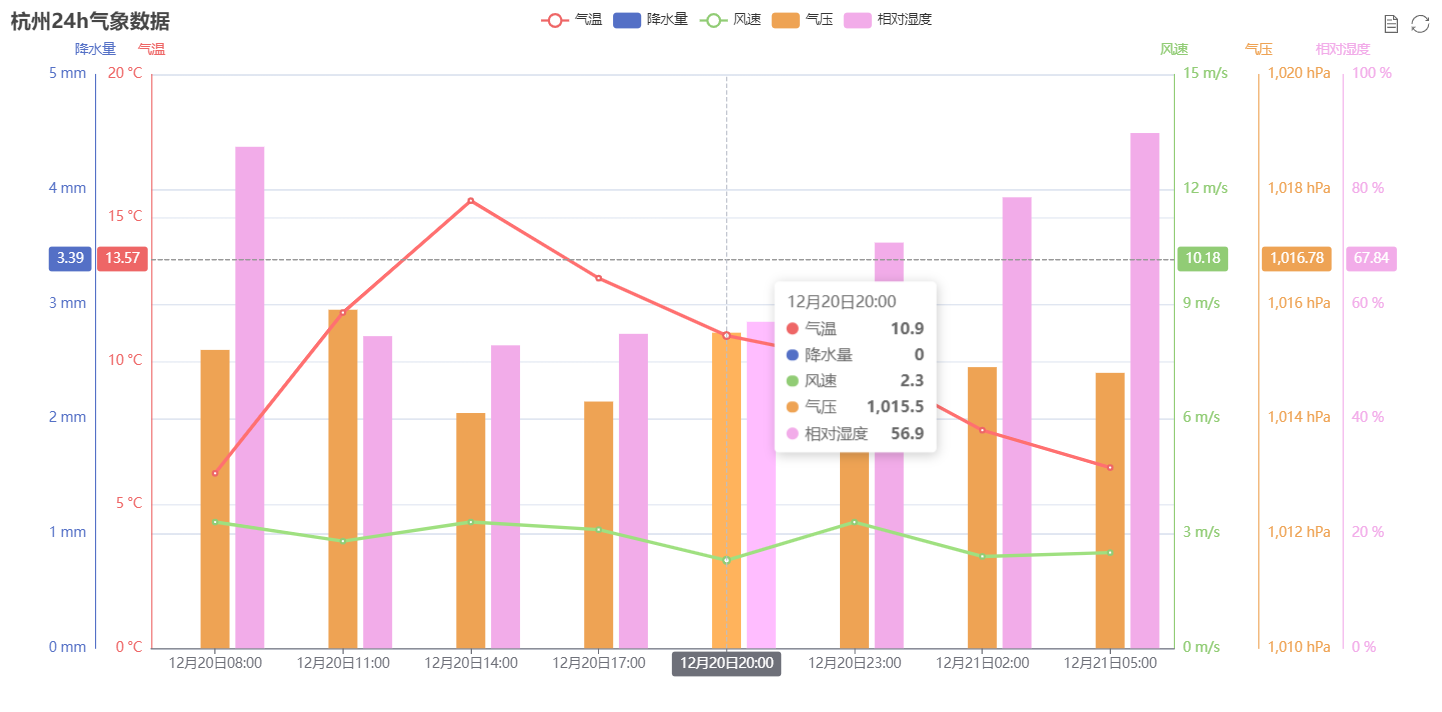 杭州24h气象数据
气温 降水量 风速 气压 相对湿度
降水量 气温 风速 气压 相对湿度
5 mm 20 °C 15 m/s 1,020 hPa 100 %
4 mm 12 m/s 1,018 hPa 80 %
15 °C
3.39 13.57 10.18 1,016.78 67.84
3 mm 9 m/s 1,016 hPa 60 %
12月20日20:00
气温 10.9
降水量 0
风速 2.3
气压 1,015.5
相对湿度 56.9
10 °C
2 mm 6 m/s 1,014 hPa 40 %
5 °C
1 mm 3 m/s 1,012 hPa 20 %
0 mm 0 °C 0 m/s 1,010 hPa 0 %
12月20日08:00 12月20日11:00 12月20日14:00 12月20日17:00 12月20日20:00 12月20日23:00 12月21日02:00 12月21日05:00